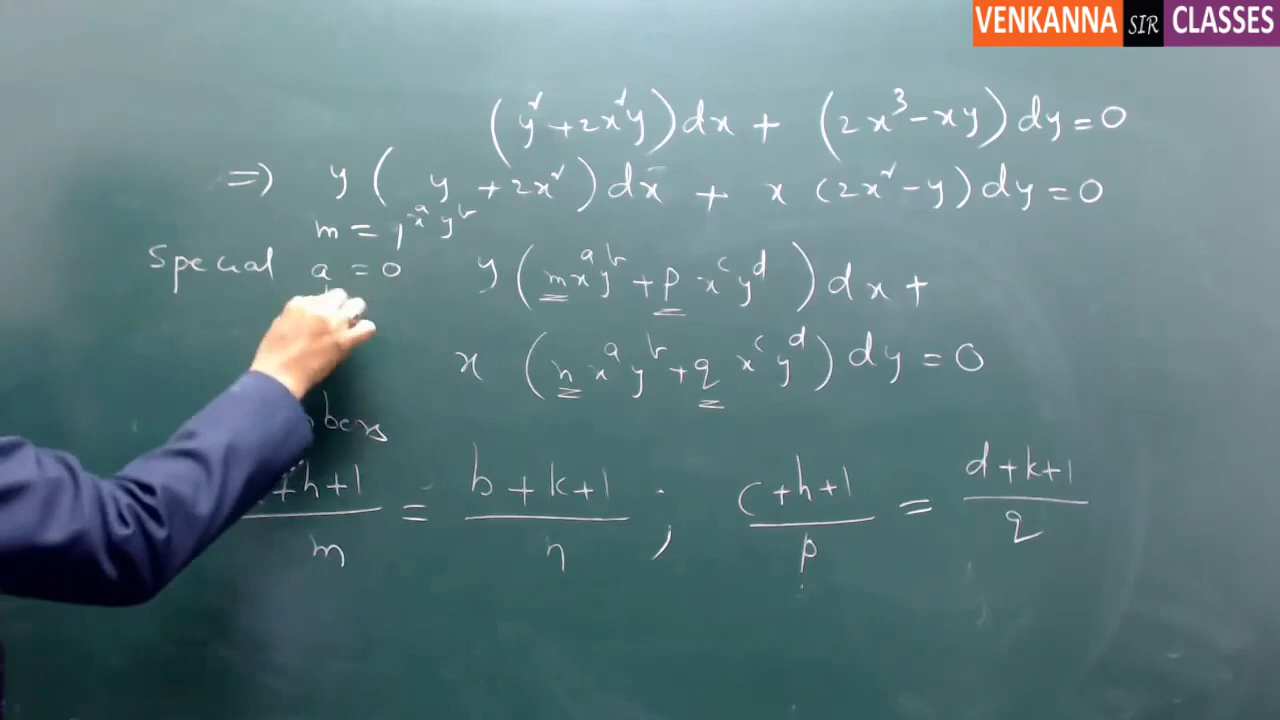 VENKANNA SIR CLASSES
(y² + 2x²y) dx + (2x³ - xy) dy = 0
⇒ y ( y + 2x² ) dx + x (2x² - y) dy = 0
m = 1 x^a y^b
Special a = 0 y ( m x^a y^b + p x^c y^d ) dx +
x ( n x^a y^b + q x^c y^d ) dy = 0
+h+1/m = b+k+1/n ; c+h+1/p = d+k+1/q